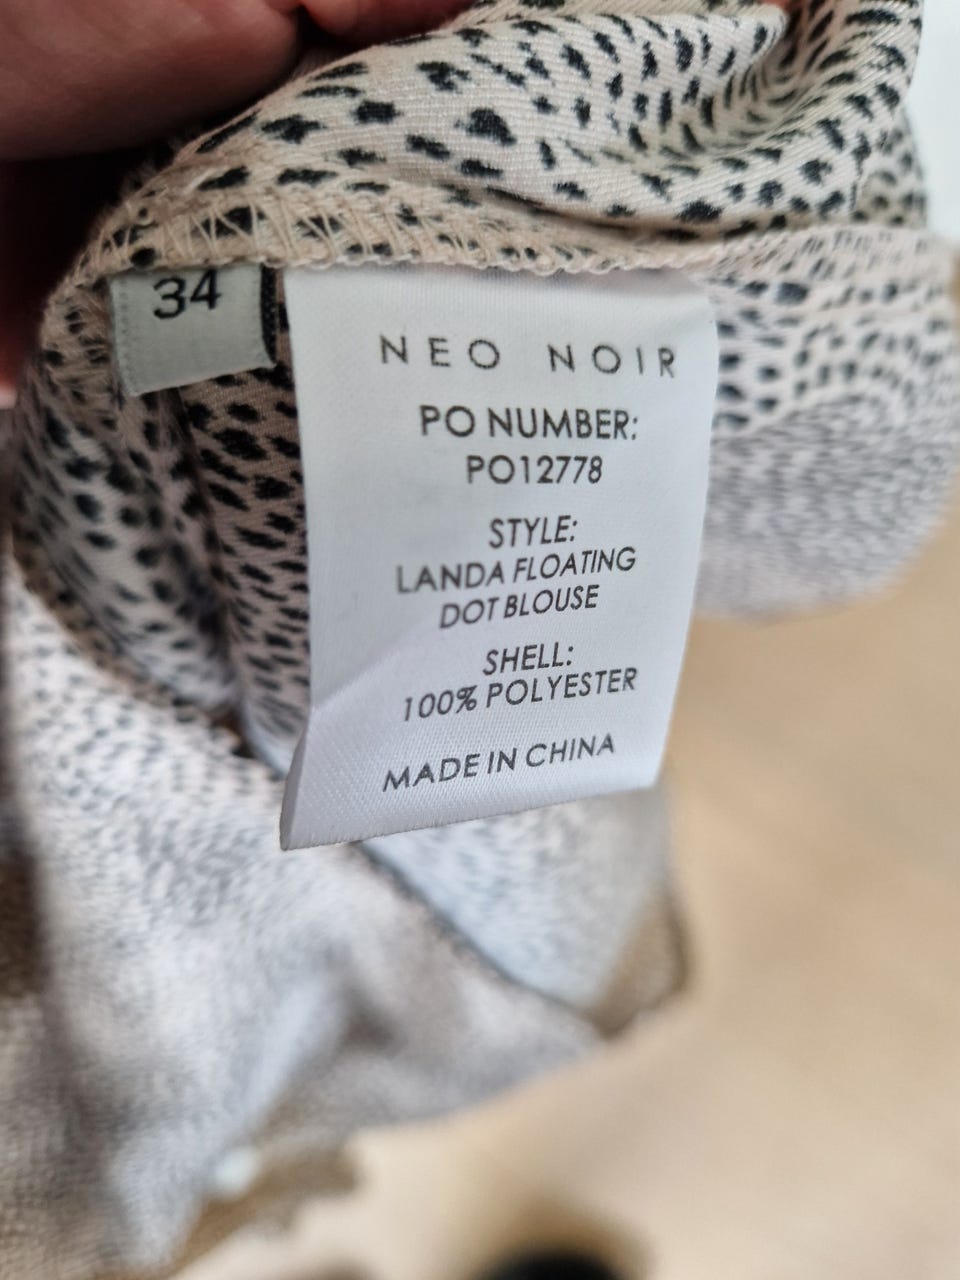 34
NEO NOIR
PO NUMBER:
PO12778
STYLE:
LANDA FLOATING
DOT BLOUSE
SHELL:
100% POLYESTER
MADE IN CHINA